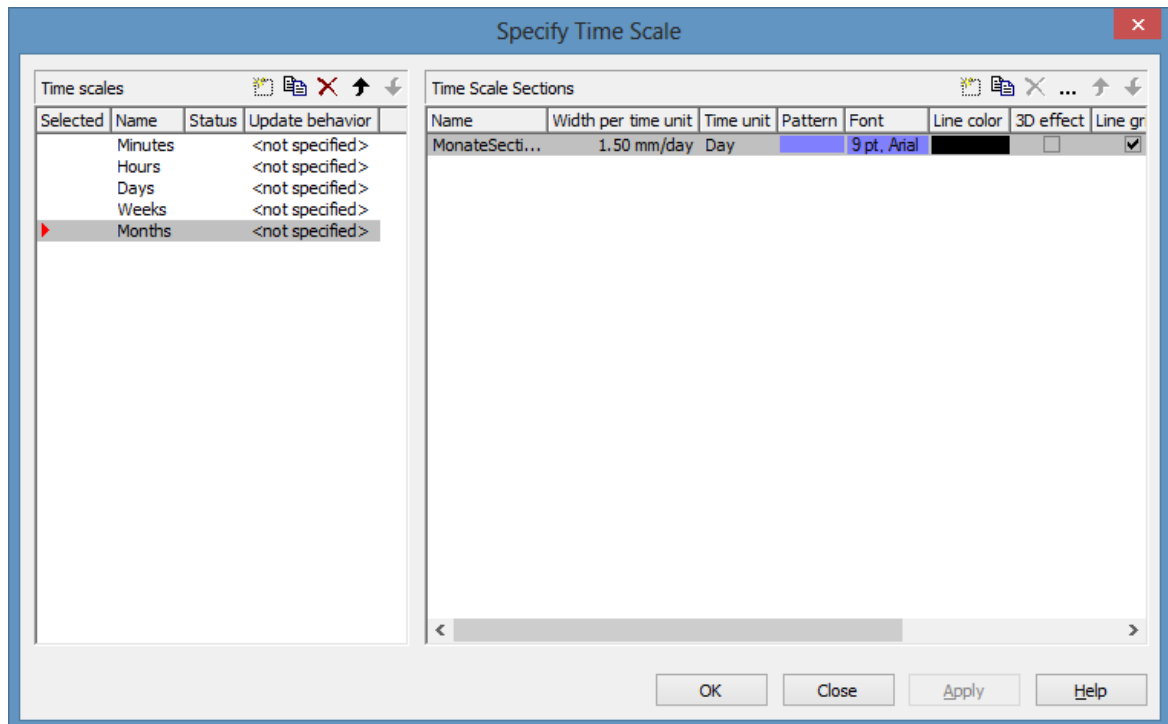 Specify Time Scale
Time scales
Selected Name Status Update behavior
Minutes <not specified>
Hours <not specified>
Days <not specified>
Weeks <not specified>
Months <not specified>
Time Scale Sections
Name Width per time unit Time unit Pattern Font Line color 3D effect Line gr
MonateSecti... 1.50 mm/day Day 9 pt, Arial
OK Close Apply Help